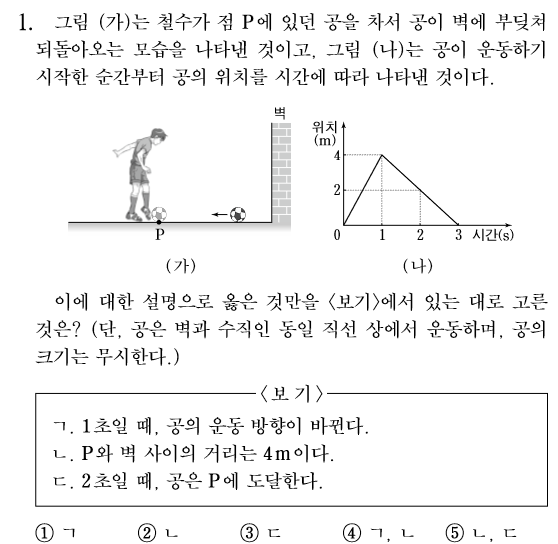 1. 그림 (가)는 철수가 점 P에 있던 공을 차서 공이 벽에 부딪쳐
되돌아오는 모습을 나타낸 것이고, 그림 (나)는 공이 운동하기
시작한 순간부터 공의 위치를 시간에 따라 나타낸 것이다.
벽
P
(가)
위치
(m)
4
2
0 1 2 3 시간(s)
(나)
이에 대한 설명으로 옳은 것만을 〈보기〉에서 있는 대로 고른
것은? (단, 공은 벽과 수직인 동일 직선 상에서 운동하며, 공의
크기는 무시한다.)
〈보 기〉
ㄱ. 1초일 때, 공의 운동 방향이 바뀐다.
ㄴ. P와 벽 사이의 거리는 4m이다.
ㄷ. 2초일 때, 공은 P에 도달한다.
① ㄱ ② ㄴ ③ ㄷ ④ ㄱ, ㄴ ⑤ ㄴ, ㄷ